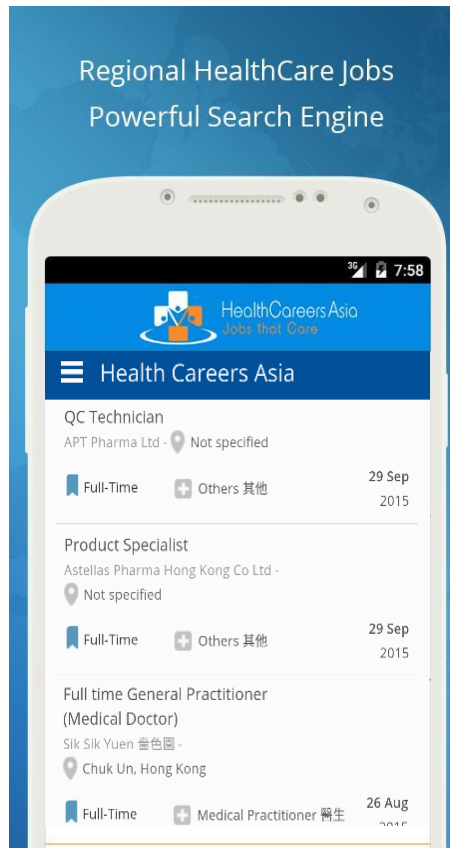 Regional HealthCare Jobs
Powerful Search Engine
3G 7:58
HealthCareersAsia
Jobs that Care
Health Careers Asia
QC Technician
APT Pharma Ltd - Not specified
Full-Time Others 其他 29 Sep
2015
Product Specialist
Astellas Pharma Hong Kong Co Ltd -
Not specified
Full-Time Others 其他 29 Sep
2015
Full time General Practitioner
(Medical Doctor)
Sik Sik Yuen 嗇色園 -
Chuk Un, Hong Kong
Full-Time Medical Practitioner 醫生 26 Aug
2015